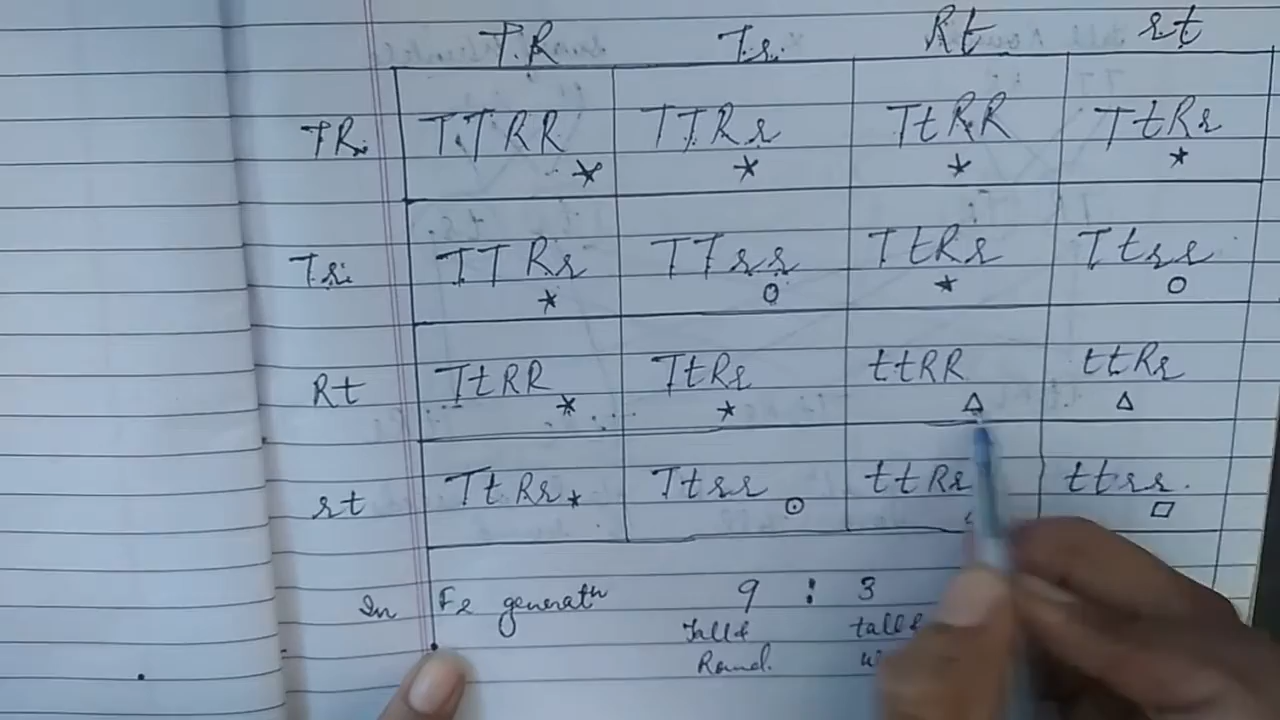 TR Tr Rt rt
TR TTRR TTRr TtRR TtRr
Tr TTRr TTrr TtRr Ttrr
Rt TtRR TtRr ttRR ttRr
rt TtRr Ttrr ttRr ttrr
In F2 generatn 9 : 3
Tall & tall &
Round.